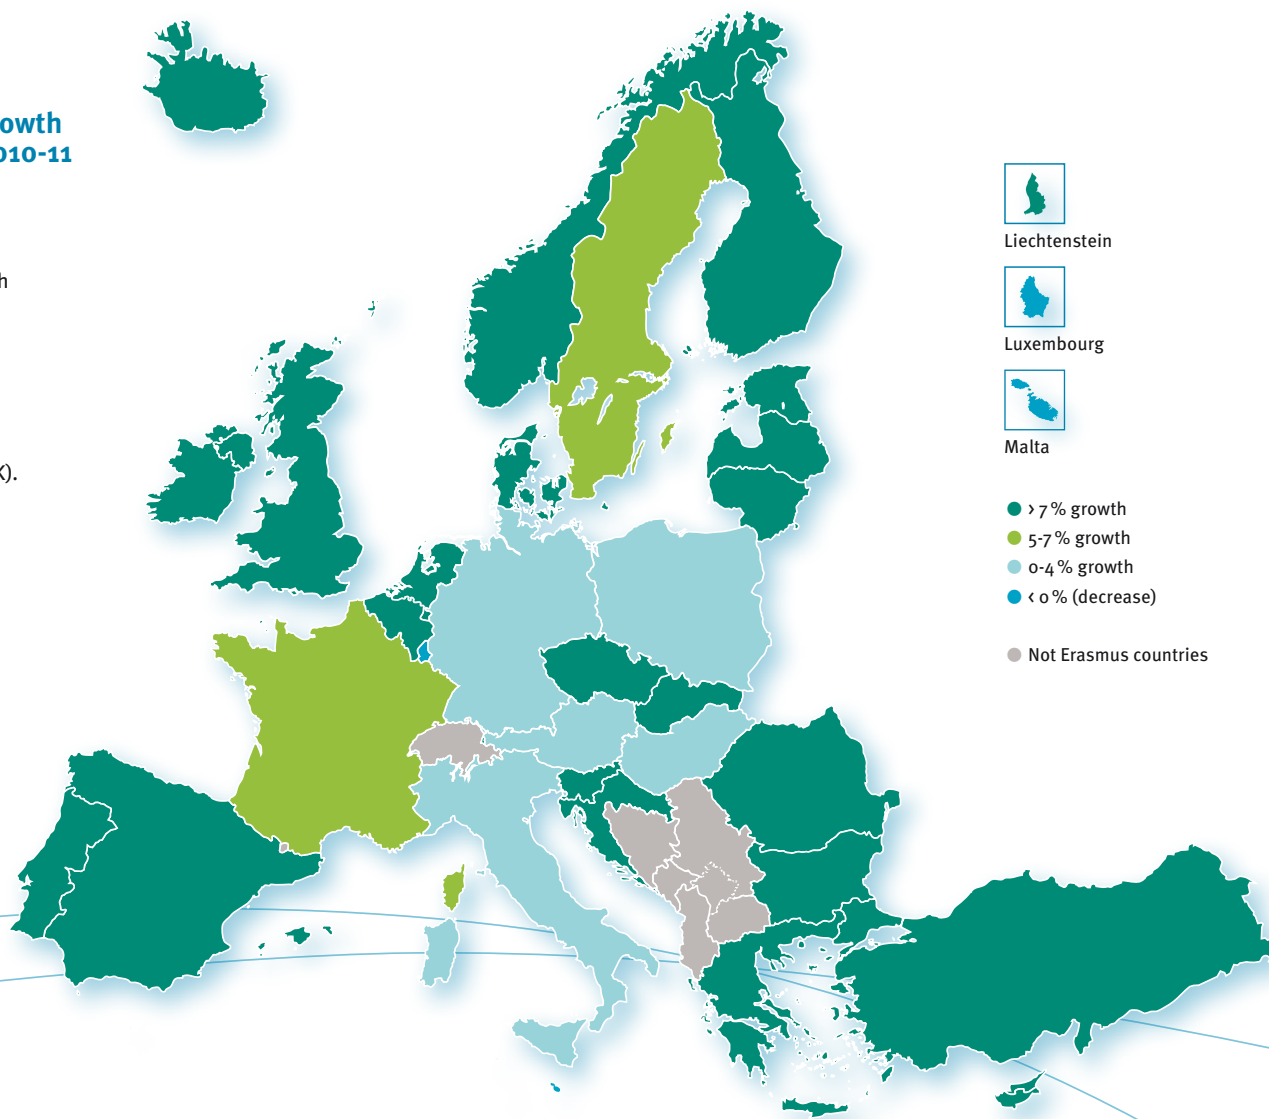 owth
010-11
h
K).
Liechtenstein
Luxembourg
Malta
› 7 % growth
5-7 % growth
0-4 % growth
‹ 0 % (decrease)
Not Erasmus countries